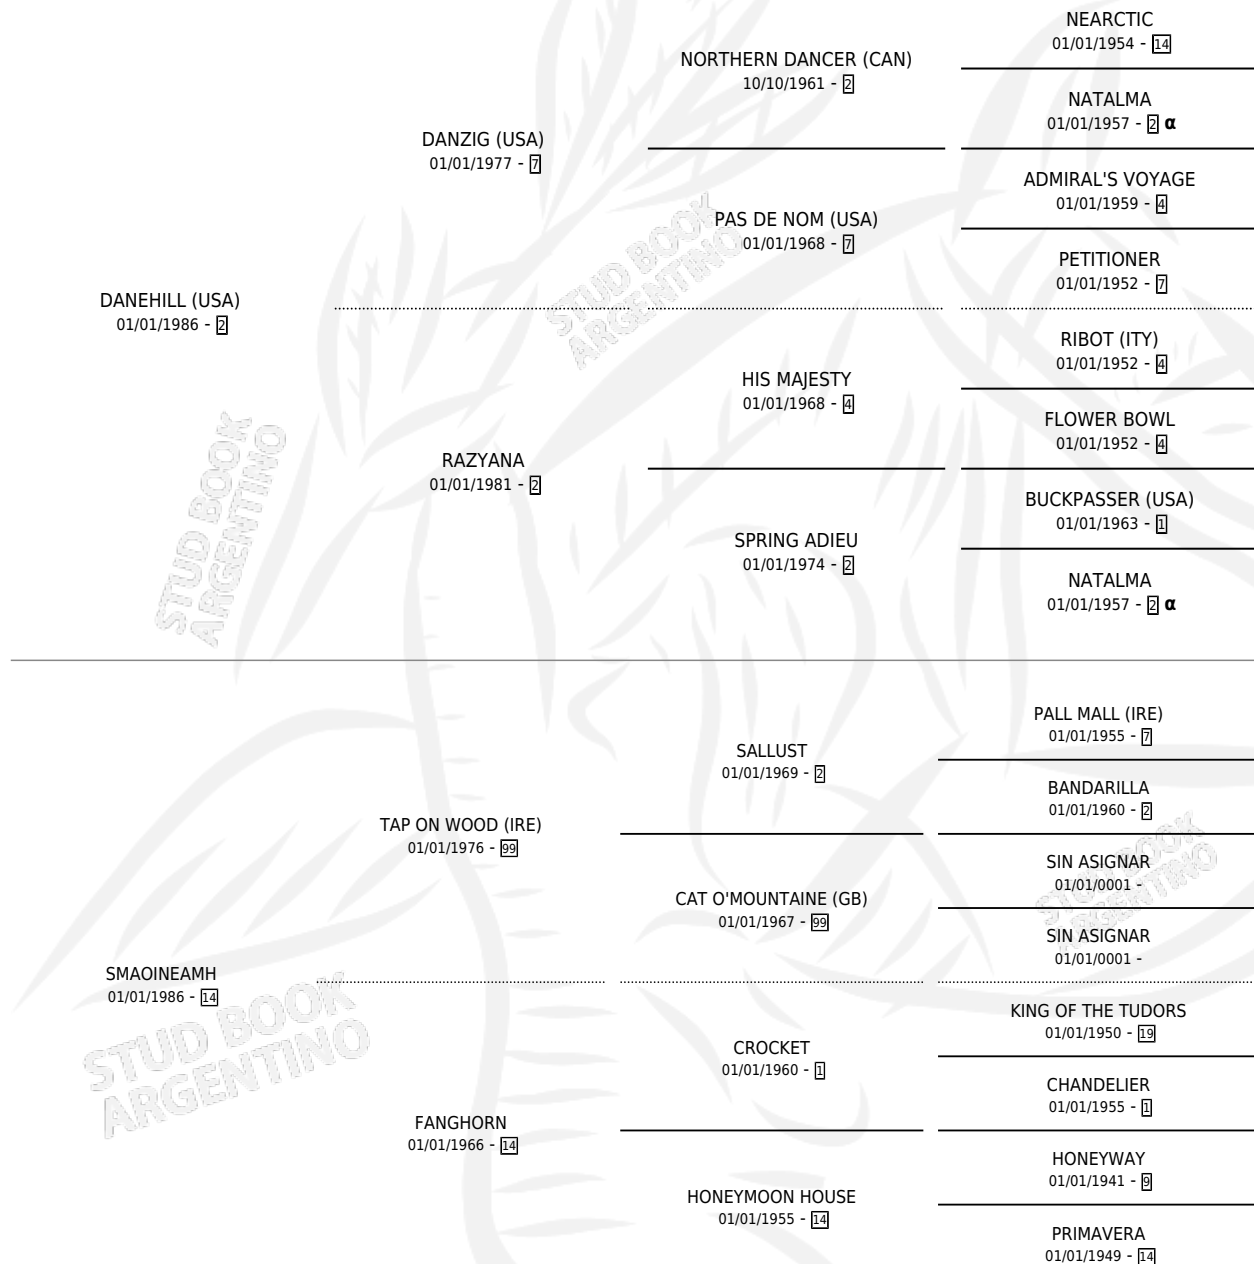 NEARCTIC
01/01/1954 - 14
NORTHERN DANCER (CAN)
10/10/1961 - 2
NATALMA
01/01/1957 - 2 α
DANZIG (USA)
01/01/1977 - 7
ADMIRAL'S VOYAGE
01/01/1959 - 4
PAS DE NOM (USA)
01/01/1968 - 7
PETITIONER
01/01/1952 - 7
DANEHILL (USA)
01/01/1986 - 2
RIBOT (ITY)
01/01/1952 - 4
HIS MAJESTY
01/01/1968 - 4
FLOWER BOWL
01/01/1952 - 4
RAZYANA
01/01/1981 - 2
BUCKPASSER (USA)
01/01/1963 - 1
SPRING ADIEU
01/01/1974 - 2
NATALMA
01/01/1957 - 2 α
PALL MALL (IRE)
01/01/1955 - 7
SALLUST
01/01/1969 - 2
BANDARILLA
01/01/1960 - 2
TAP ON WOOD (IRE)
01/01/1976 - 99
SIN ASIGNAR
01/01/0001 -
CAT O'MOUNTAINE (GB)
01/01/1967 - 99
SIN ASIGNAR
01/01/0001 -
SMAOINEAMH
01/01/1986 - 14
KING OF THE TUDORS
01/01/1950 - 19
CROCKET
01/01/1960 - 1
CHANDELIER
01/01/1955 - 1
FANGHORN
01/01/1966 - 14
HONEYWAY
01/01/1941 - 9
HONEYMOON HOUSE
01/01/1955 - 14
PRIMAVERA
01/01/1949 - 14
STUD BOOK
ARGENTINO
STUD BOOK
ARGENTINO
STUD BOOK
ARGENTINO
STUD BOOK
ARGENTINO